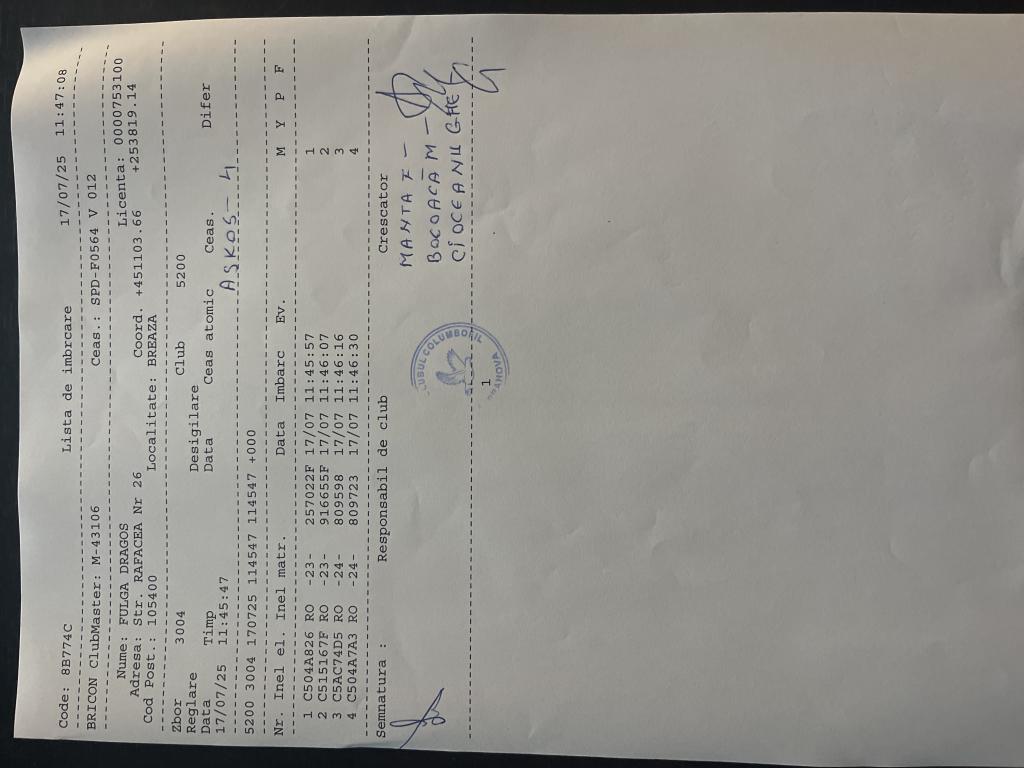 Code: 8B774C Lista de imbrcare 17/07/25 11:47:08
BRICON ClubMaster: M-43106 Ceas.: SPD-F0564 V 012
Nume: FULGA DRAGOS Licenta: 0000753100
Adresa: Str. RAFACEA Nr 26 Coord. +451103.66 +253819.14
Cod Post.: 105400 Localitate: BREAZA
Zbor 3004 Club 5200
Reglare Desigilare
Data Timp Data Ceas atomic Ceas. Difer
17/07/25 11:45:47
ASKOS - 4
5200 3004 170725 114547 114547 +000
Nr. Inel el. Inel matr. Data Imbarc Ev. M Y P F
1 C504A826 RO -23- 257022F 17/07 11:45:57 1
2 C515167F RO -23- 916655F 17/07 11:46:07 2
3 C5AC74D5 RO -24- 809598 17/07 11:46:16 3
4 C504A7A3 RO -24- 809723 17/07 11:46:30 4
Semnatura : Responsabil de club Crescator
MANTA I -
BOCOACĂ M -
CIOCEANU GHE
CLUBUL COLUMBOFIL
PRAHOVA
1